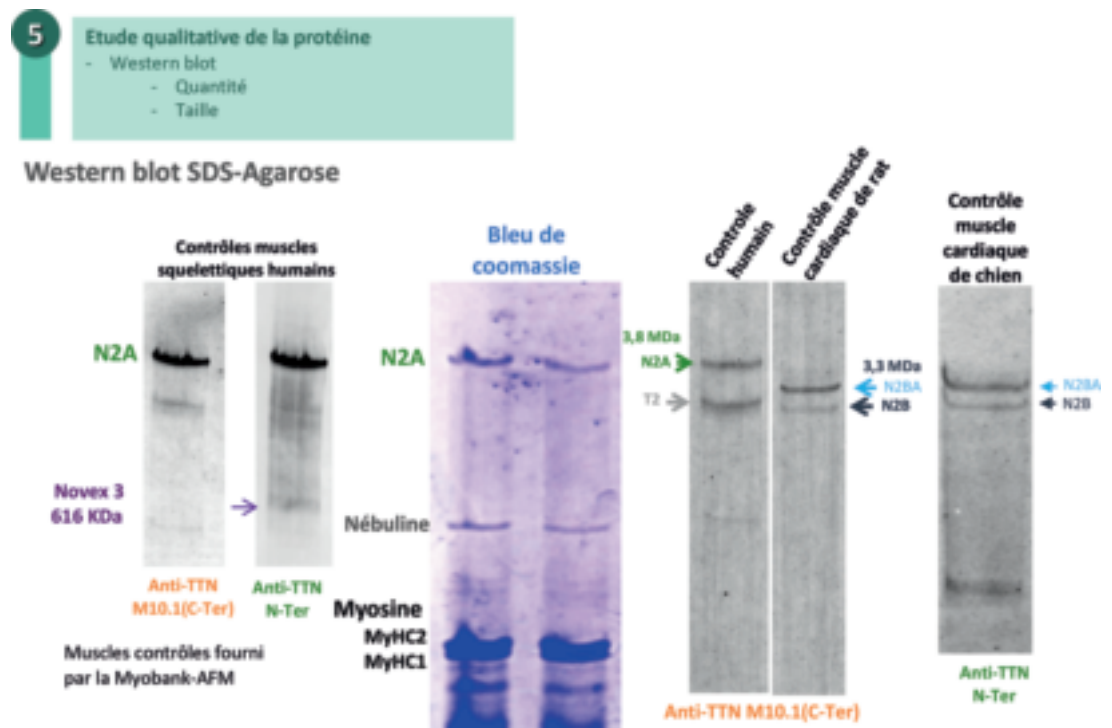 5
Etude qualitative de la protéine
- Western blot
- Quantité
- Taille
Western blot SDS-Agarose
Contrôles muscles
squelettiques humains
N2A
Novex 3
616 KDa
Anti-TTN
M10.1(C-Ter)
Anti-TTN
N-Ter
Muscles contrôles fourni
par la Myobank-AFM
Bleu de
coomassie
N2A
Nébuline
Myosine
MyHC2
MyHC1
Controle
humain
Contrôle muscle
cardiaque de rat
3,8 MDa
N2A
T2
3,3 MDa
N2BA
N2B
Anti-TTN M10.1(C-Ter)
Contrôle
muscle
cardiaque
de chien
N2BA
N2B
Anti-TTN
N-Ter